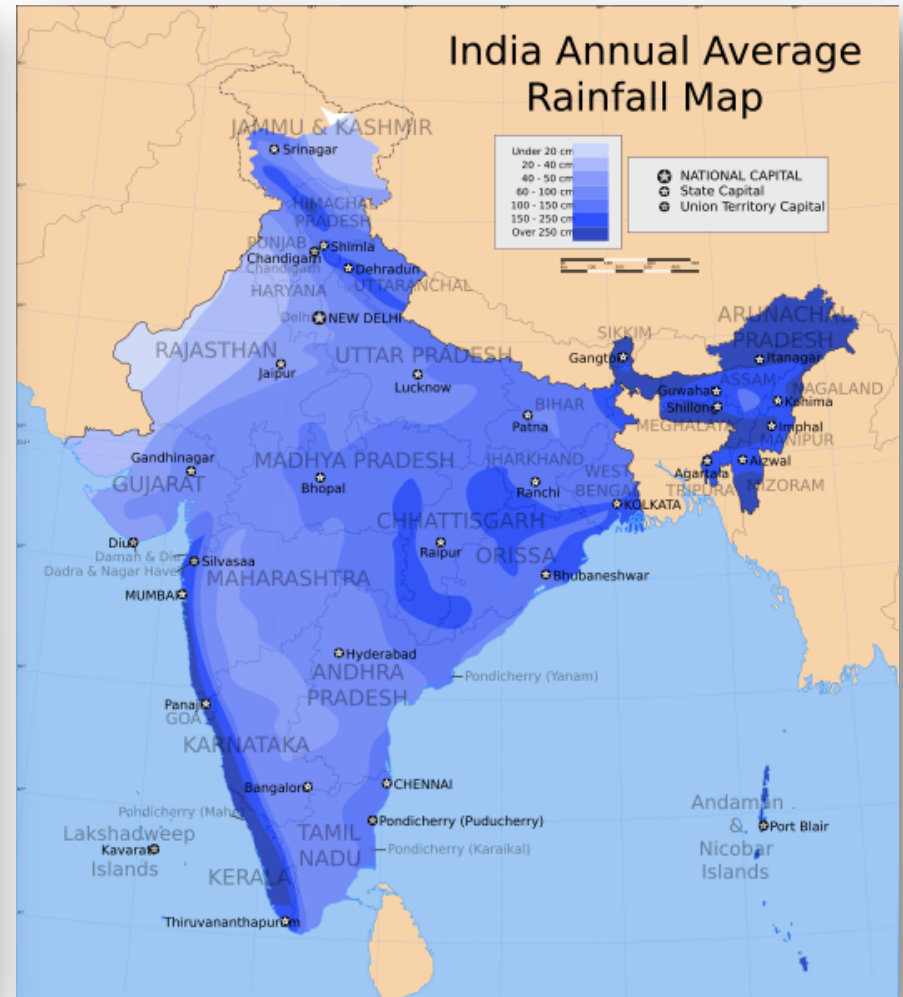 India Annual Average
Rainfall Map
JAMMU & KASHMIR
Srinagar
Under 20 cm
20 - 40 cm
40 - 50 cm
60 - 100 cm
100 - 150 cm
150 - 250 cm
Over 250 cm
NATIONAL CAPITAL
State Capital
Union Territory Capital
HIMACHAL
PRADESH
PUNJAB
Shimla
Chandigarh
Chandigarh
Dehradun
UTTARANCHAL
HARYANA
Delhi
NEW DELHI
ARUNACHAL
PRADESH
SIKKIM
Gangtok
Itanagar
RAJASTHAN
Jaipur
UTTAR PRADESH
Lucknow
ASSAM
NAGALAND
Guwahati
Kohima
Shillong
BIHAR
Patna
MEGHALAYA
Imphal
MANIPUR
Gandhinagar
GUJARAT
MADHYA PRADESH
Bhopal
JHARKHAND
Ranchi
WEST
BENGAL
KOLKATA
Agartala
TRIPURA
Aizwal
MIZORAM
CHHATTISGARH
Raipur
ORISSA
Bhubaneshwar
Diu
Daman & Diu
Dadra & Nagar Haveli
Silvasaa
MAHARASHTRA
MUMBAI
Hyderabad
ANDHRA
PRADESH
Pondicherry (Yanam)
Panaji
GOA
KARNATAKA
Bangalore
CHENNAI
Pondicherry (Mahe)
Pondicherry (Puducherry)
Lakshadweep
Islands
Kavarati
TAMIL
NADU
Pondicherry (Karaikal)
KERALA
Thiruvananthapuram
Andaman
&
Nicobar
Islands
Port Blair